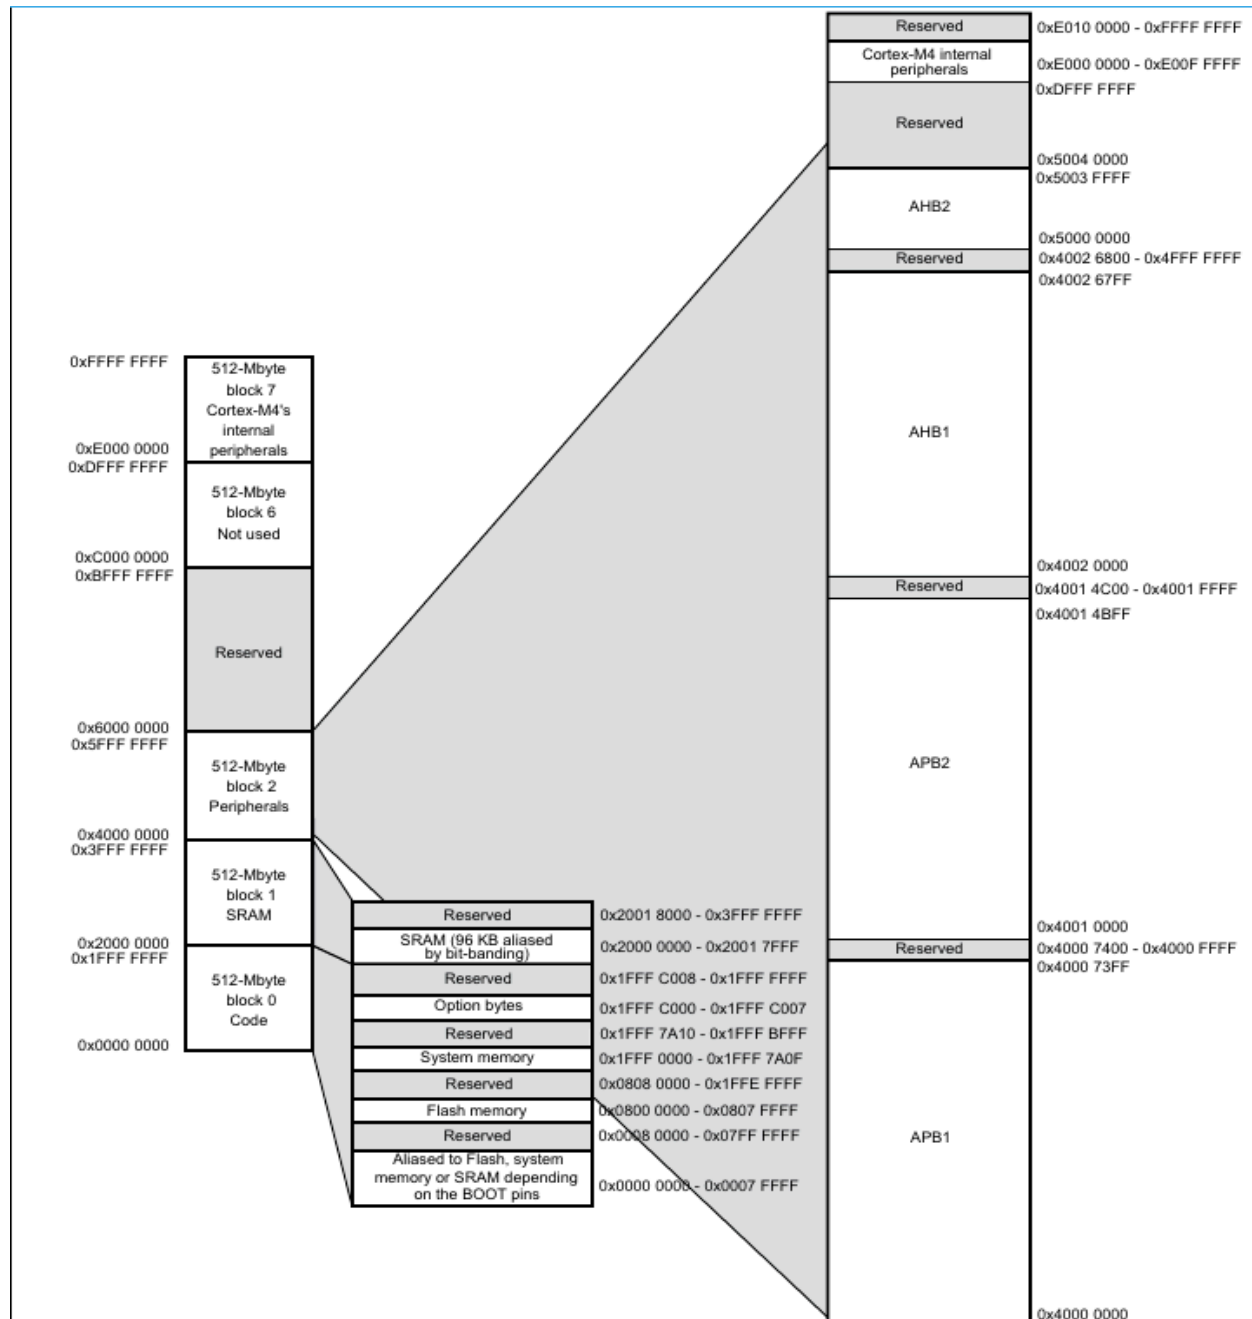 0xFFFF FFFF
512-Mbyte
block 7
Cortex-M4's
internal
peripherals
0xE000 0000
0xDFFF FFFF
512-Mbyte
block 6
Not used
0xC000 0000
0xBFFF FFFF
Reserved
0x6000 0000
0x5FFF FFFF
512-Mbyte
block 2
Peripherals
0x4000 0000
0x3FFF FFFF
512-Mbyte
block 1
SRAM
0x2000 0000
0x1FFF FFFF
512-Mbyte
block 0
Code
0x0000 0000
Reserved 0x2001 8000 - 0x3FFF FFFF
SRAM (96 KB aliased
by bit-banding)
0x2000 0000 - 0x2001 7FFF
Reserved 0x1FFF C008 - 0x1FFF FFFF
Option bytes 0x1FFF C000 - 0x1FFF C007
Reserved 0x1FFF 7A10 - 0x1FFF BFFF
System memory 0x1FFF 0000 - 0x1FFF 7A0F
Reserved 0x0808 0000 - 0x1FFE FFFF
Flash memory 0x0800 0000 - 0x0807 FFFF
Reserved 0x0008 0000 - 0x07FF FFFF
Aliased to Flash, system
memory or SRAM depending
on the BOOT pins
0x0000 0000 - 0x0007 FFFF
Reserved 0xE010 0000 - 0xFFFF FFFF
Cortex-M4 internal
peripherals
0xE000 0000 - 0xE00F FFFF
0xDFFF FFFF
Reserved
0x5004 0000
0x5003 FFFF
AHB2
0x5000 0000
Reserved 0x4002 6800 - 0x4FFF FFFF
0x4002 67FF
AHB1
0x4002 0000
Reserved 0x4001 4C00 - 0x4001 FFFF
0x4001 4BFF
APB2
0x4001 0000
Reserved 0x4000 7400 - 0x4000 FFFF
0x4000 73FF
APB1
0x4000 0000